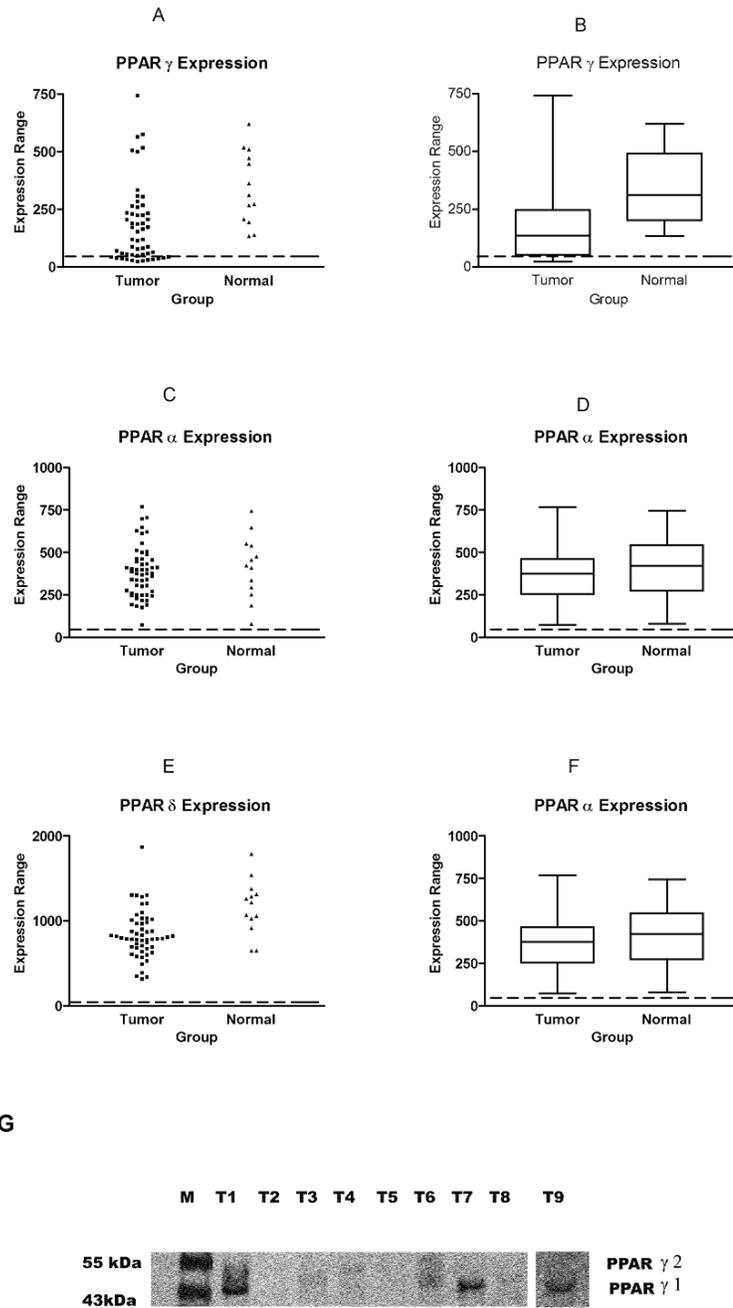 A
B
PPAR γ Expression
750
500
250
0
Expression Range
Tumor
Normal
Group
PPAR γ Expression
750
500
250
0
Expression Range
Tumor
Normal
Group
C
D
PPAR α Expression
1000
750
500
250
0
Expression Range
Tumor
Normal
Group
PPAR α Expression
1000
750
500
250
0
Expression Range
Tumor
Normal
Group
E
F
PPAR δ Expression
2000
1000
0
Expression Range
Tumor
Normal
Group
PPAR α Expression
1000
750
500
250
0
Expression Range
Tumor
Normal
Group
G
M T1 T2 T3 T4 T5 T6 T7 T8 T9
55 kDa
PPAR γ 2
43kDa
PPAR γ 1